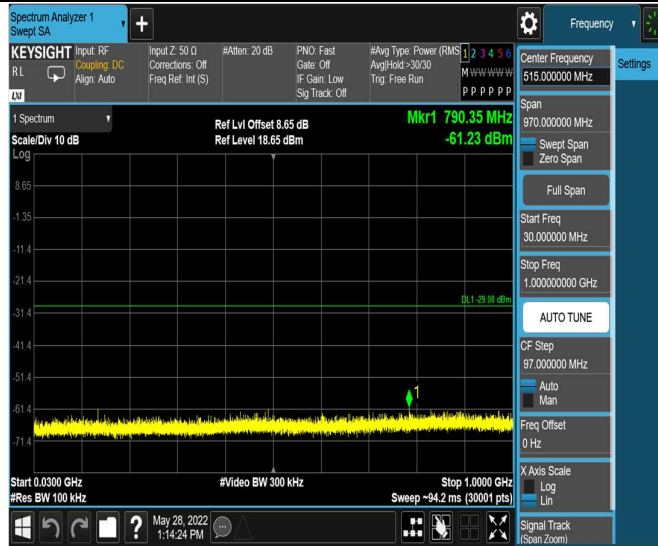 Spectrum Analyzer 1
Swept SA
Frequency
KEYSIGHT
RL
LXI
Input: RF
Coupling: DC
Align: Auto
Input Z: 50 Ω
Corrections: Off
Freq Ref: Int (S)
#Atten: 20 dB
PNO: Fast
Gate: Off
IF Gain: Low
Sig Track: Off
#Avg Type: Power (RMS
Avg|Hold:>30/30
Trig: Free Run
1 2 3 4 5 6
M W W W W W
P P P P P P
1 Spectrum
Scale/Div 10 dB
Log
Ref Lvl Offset 8.65 dB
Ref Level 18.65 dBm
Mkr1 790.35 MHz
-61.23 dBm
8.65
-1.35
-11.4
-21.4
DL1 -29.08 dBm
-31.4
-41.4
-51.4
1
-61.4
-71.4
Start 0.0300 GHz
#Res BW 100 kHz
#Video BW 300 kHz
Stop 1.0000 GHz
Sweep ~94.2 ms (30001 pts)
?
May 28, 2022
1:14:24 PM
Center Frequency
515.000000 MHz
Settings
Span
970.000000 MHz
Swept Span
Zero Span
Full Span
Start Freq
30.000000 MHz
Stop Freq
1.000000000 GHz
AUTO TUNE
CF Step
97.000000 MHz
Auto
Man
Freq Offset
0 Hz
X Axis Scale
Log
Lin
Signal Track
(Span Zoom)